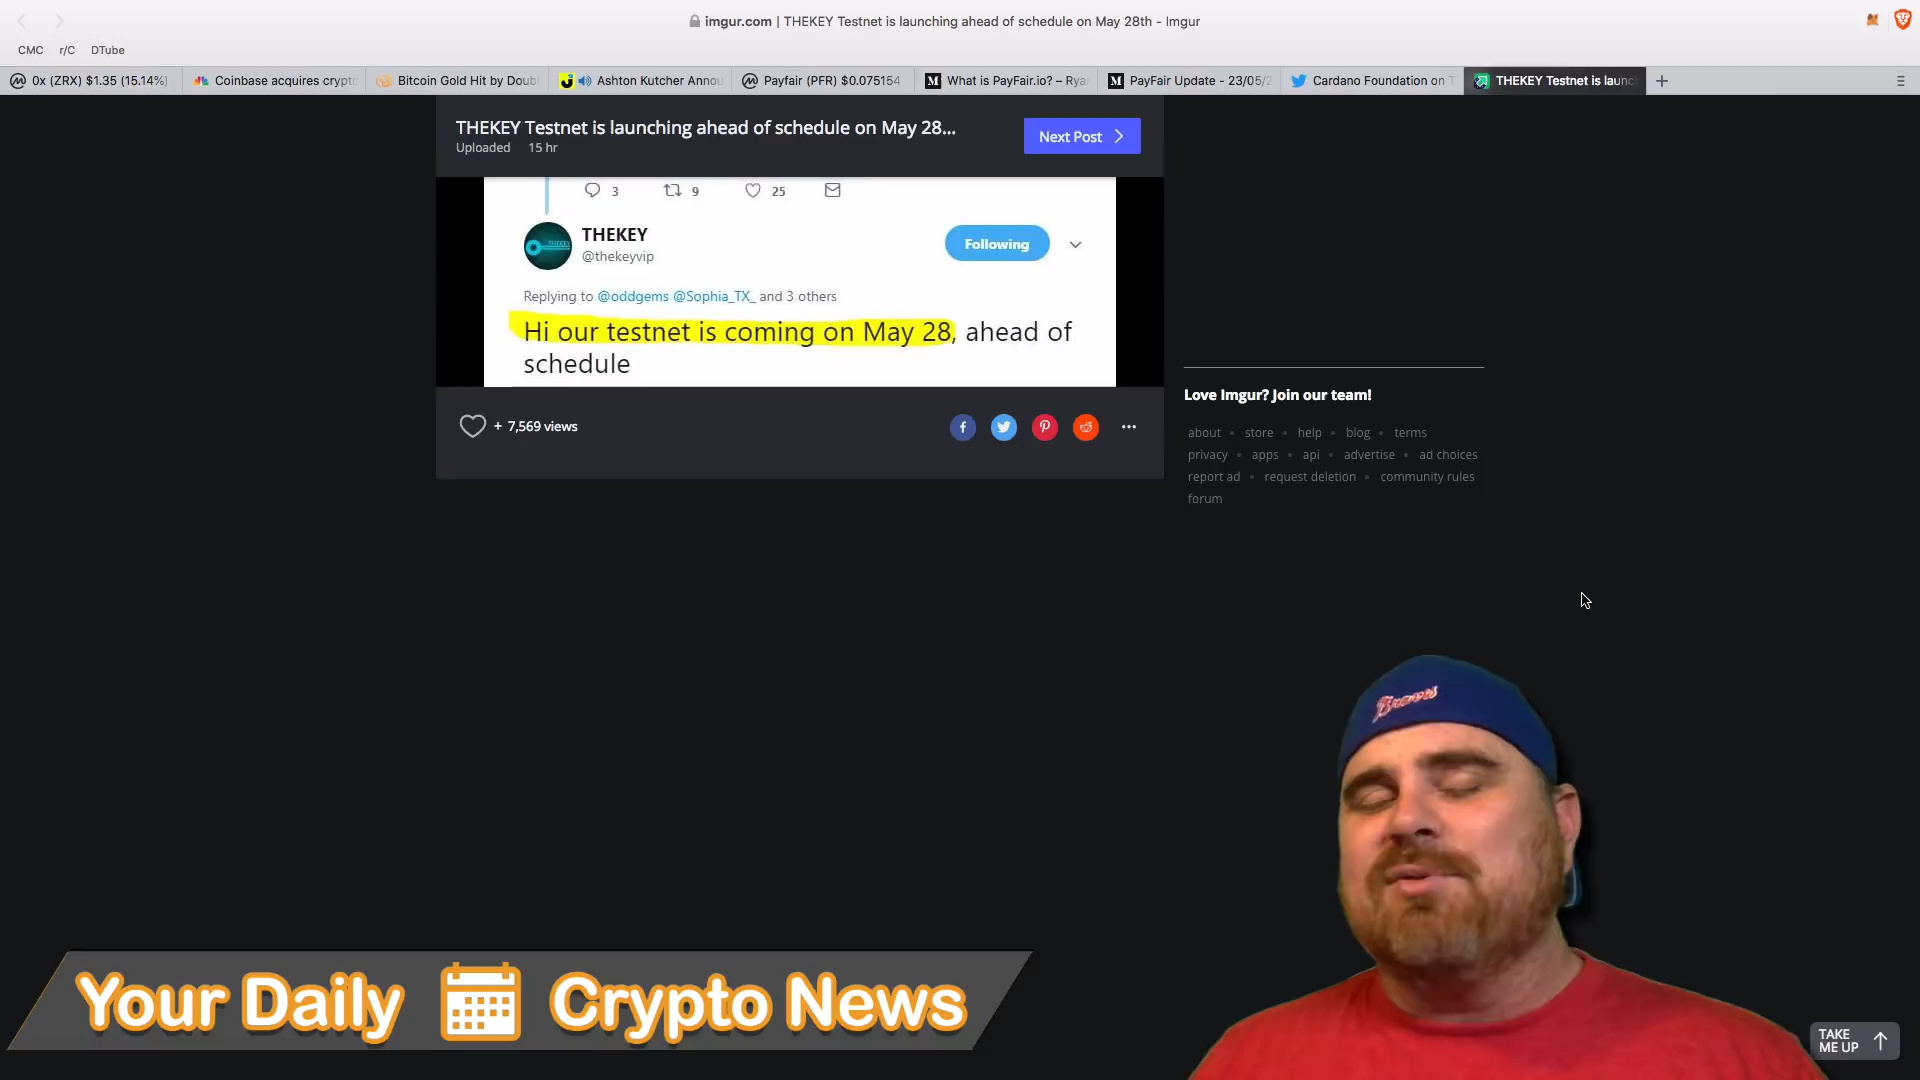 imgur.com | THEKEY Testnet is launching ahead of schedule on May 28th - Imgur
CMC r/C DTube
0x (ZRX) $1.35 (15.14%) Coinbase acquires crypto Bitcoin Gold Hit by Doub Ashton Kutcher Annou Payfair (PFR) $0.075154 What is PayFair.io? – Rya PayFair Update - 23/05/2 Cardano Foundation on T THEKEY Testnet is launc
THEKEY Testnet is launching ahead of schedule on May 28...
Uploaded 15 hr
Next Post
3 9 25
THEKEY
@thekeyvip
Following
Replying to @oddgems @Sophia_TX_ and 3 others
Hi our testnet is coming on May 28, ahead of
schedule
+ 7,569 views
Love Imgur? Join our team!
about • store • help • blog • terms
privacy • apps • api • advertise • ad choices
report ad • request deletion • community rules
forum
Braves
Your Daily Crypto News
TAKE
ME UP